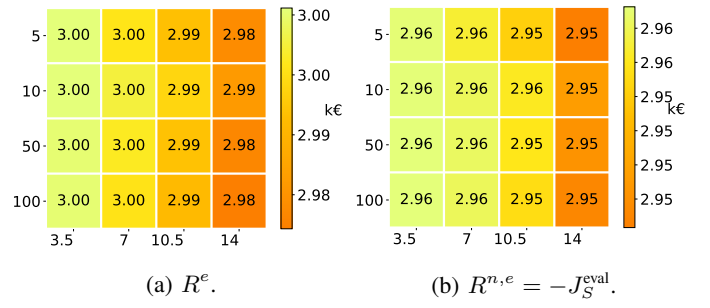 5 3.00 3.00 2.99 2.98
10 3.00 3.00 2.99 2.99
50 3.00 3.00 2.99 2.98
100 3.00 3.00 2.99 2.98
3.5 7 10.5 14
3.00
3.00
k€
2.99
2.98
(a) R^e.
5 2.96 2.96 2.95 2.95
10 2.96 2.96 2.95 2.95
50 2.96 2.96 2.95 2.95
100 2.96 2.96 2.95 2.95
3.5 7 10.5 14
2.96
2.96
2.95
k€
2.95
2.95
2.95
(b) R^{n,e} = −J_S^{eval}.